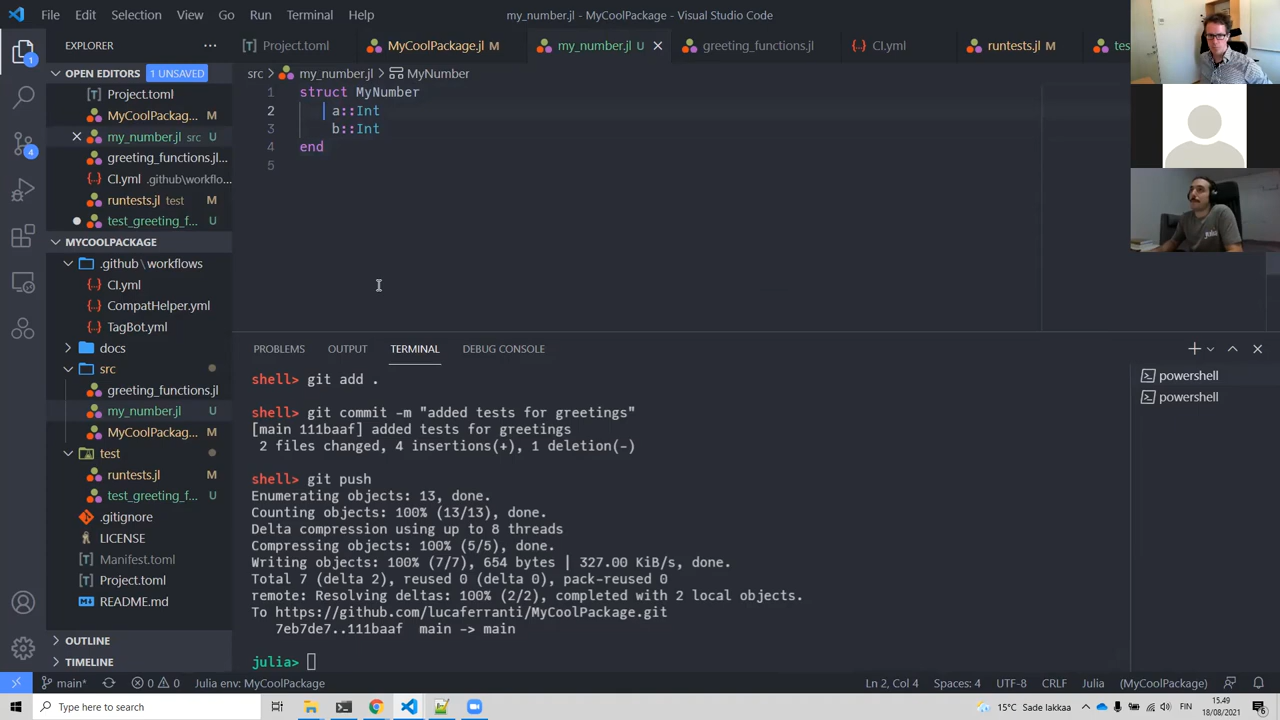 File Edit Selection View Go Run Terminal Help
my_number.jl - MyCoolPackage - Visual Studio Code
EXPLORER
Project.toml
MyCoolPackage.jl M
my_number.jl U
greeting_functions.jl
CI.yml
runtests.jl M
tes
OPEN EDITORS 1 UNSAVED
Project.toml
MyCoolPackag... M
my_number.jl src U
greeting_functions.jl...
CI.yml .github\workflo...
runtests.jl test M
test_greeting_f... U
MYCOOLPACKAGE
.github\workflows
CI.yml
CompatHelper.yml
TagBot.yml
docs
src
greeting_functions.jl
my_number.jl U
MyCoolPackag... M
test
runtests.jl M
test_greeting_f... U
.gitignore
LICENSE
Manifest.toml
Project.toml
README.md
OUTLINE
TIMELINE
1
4
src > my_number.jl > MyNumber
1 struct MyNumber
2 a::Int
3 b::Int
4 end
5
PROBLEMS OUTPUT TERMINAL DEBUG CONSOLE
shell> git add .
shell> git commit -m "added tests for greetings"
[main 111baaf] added tests for greetings
2 files changed, 4 insertions(+), 1 deletion(-)
shell> git push
Enumerating objects: 13, done.
Counting objects: 100% (13/13), done.
Delta compression using up to 8 threads
Compressing objects: 100% (5/5), done.
Writing objects: 100% (7/7), 654 bytes | 327.00 KiB/s, done.
Total 7 (delta 2), reused 0 (delta 0), pack-reused 0
remote: Resolving deltas: 100% (2/2), completed with 2 local objects.
To https://github.com/lucaferranti/MyCoolPackage.git
7eb7de7..111baaf main -> main
julia>
powershell
powershell
main* 0 0 Julia env: MyCoolPackage
Ln 2, Col 4 Spaces: 4 UTF-8 CRLF Julia (MyCoolPackage)
Type here to search
15°C Sade lakkaa
FIN
15.49
18/08/2021
6